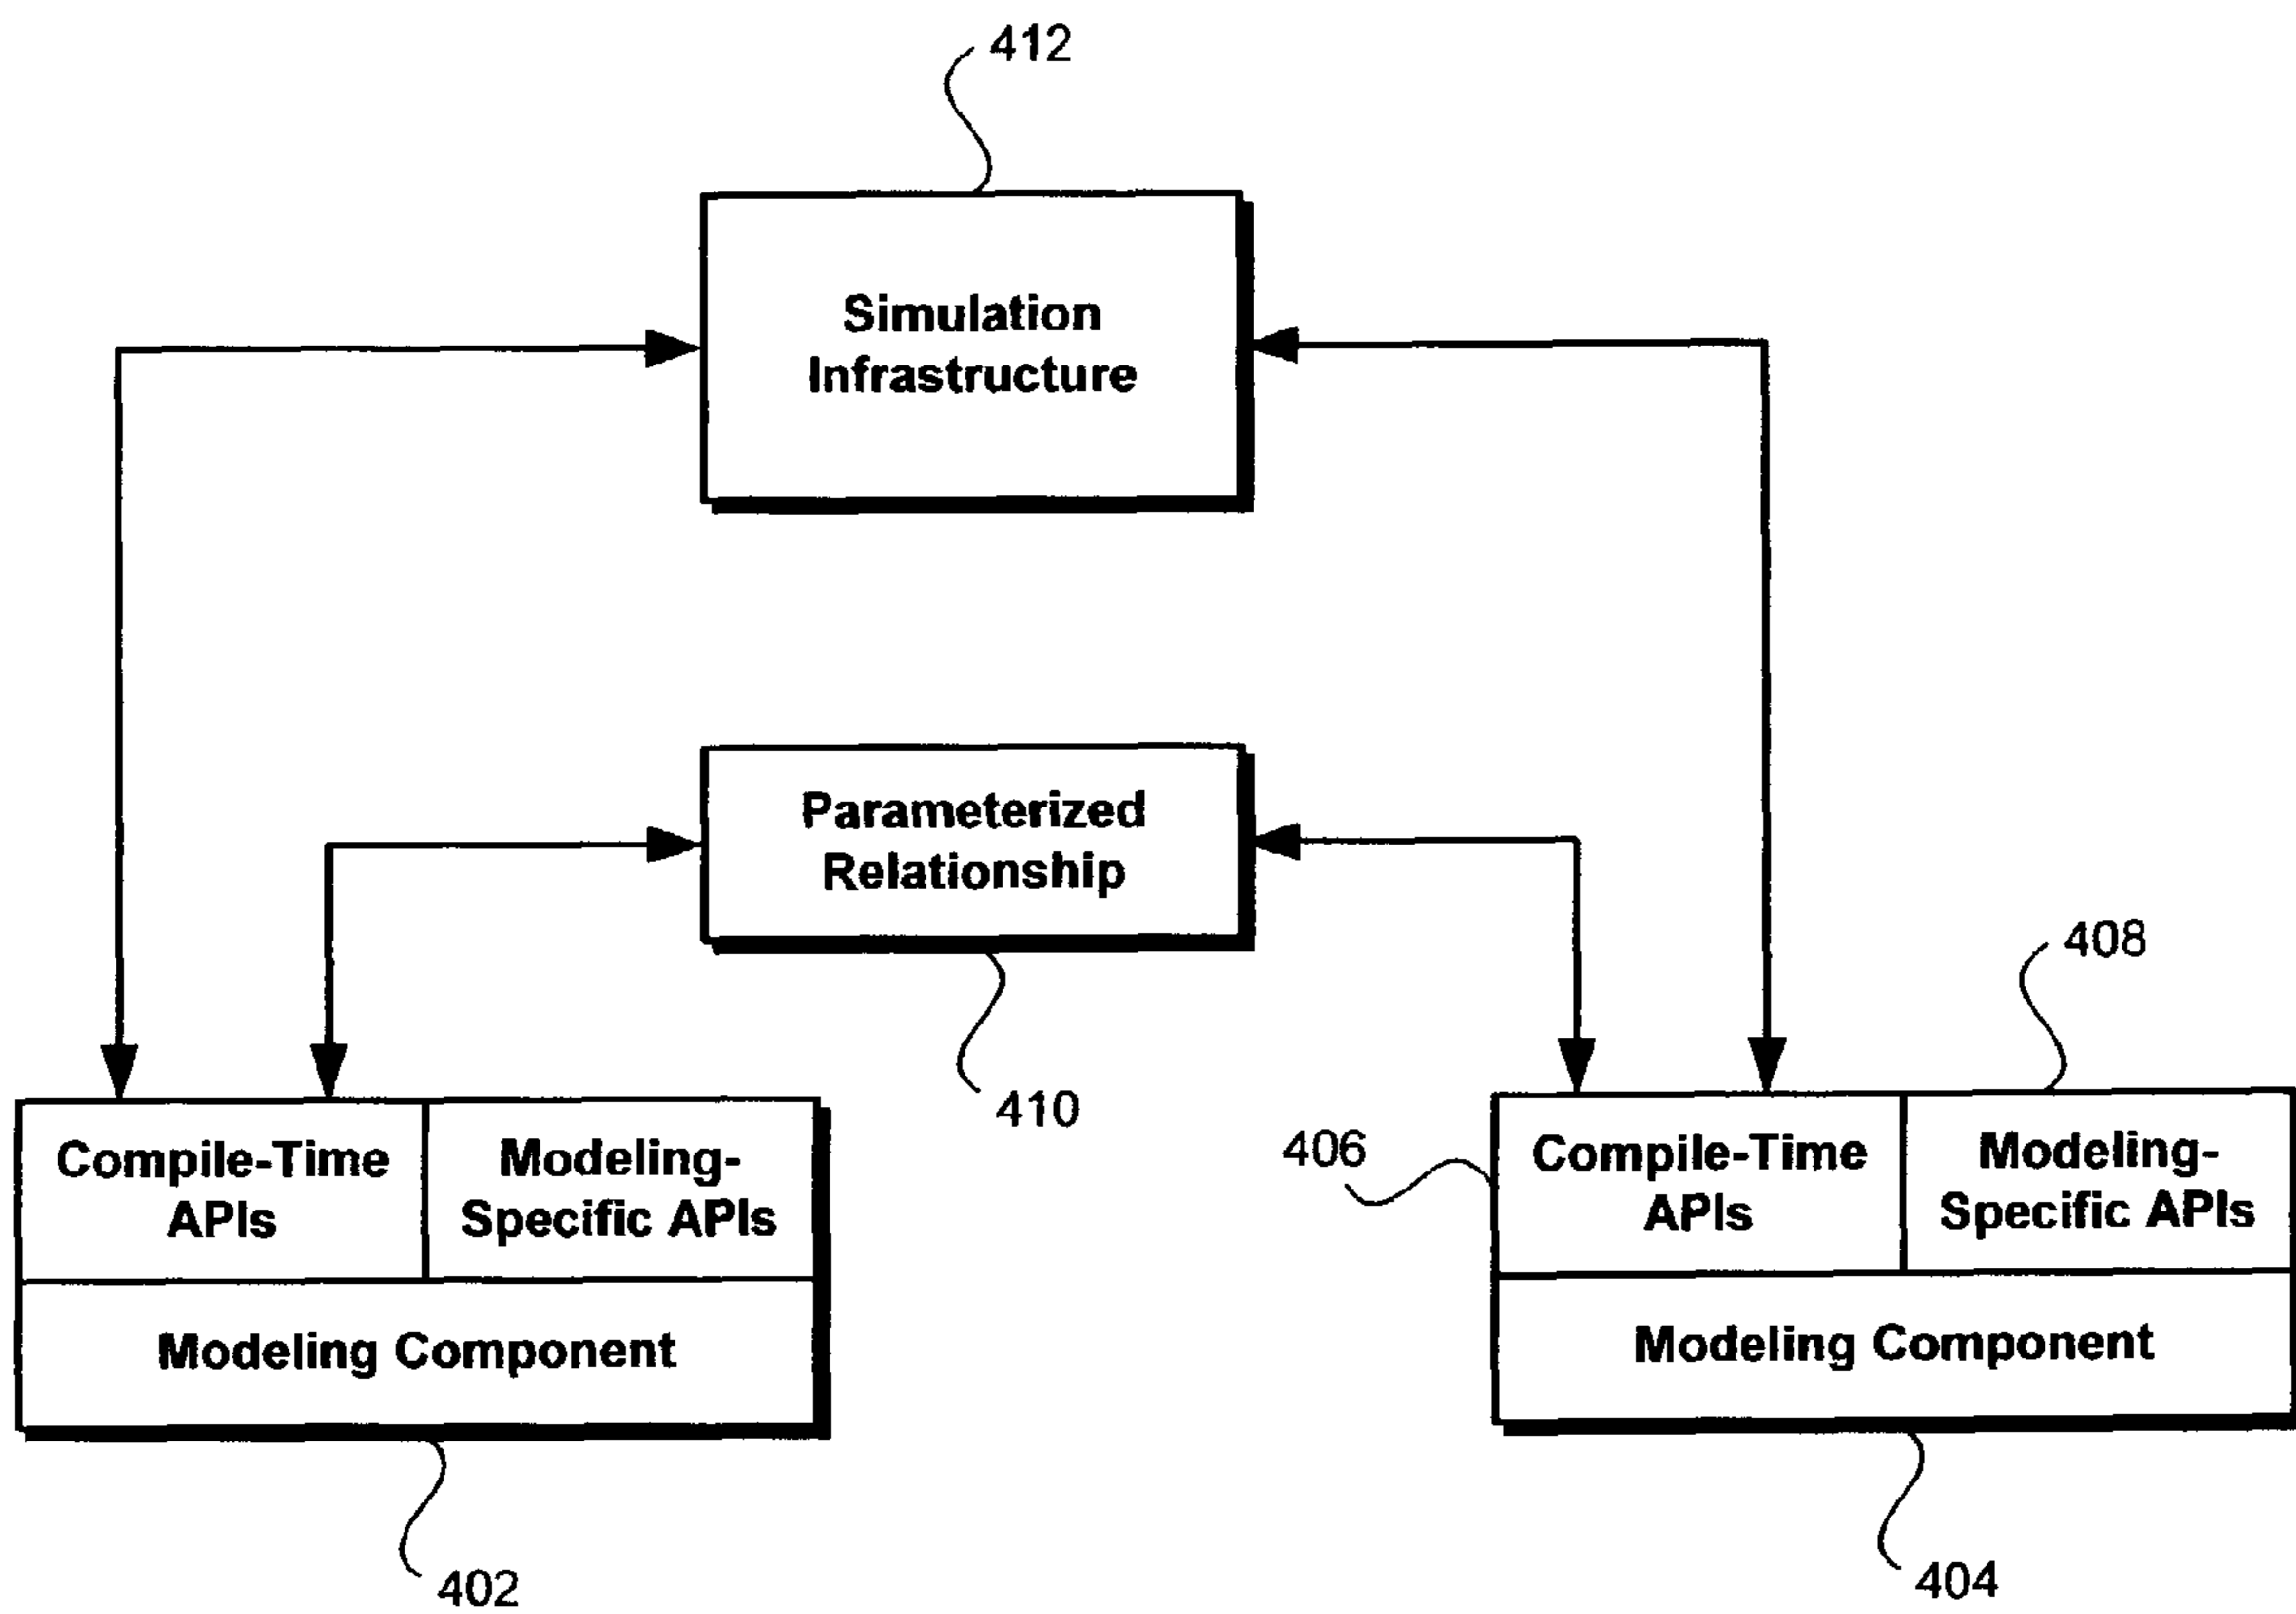 412
Simulation
Infrastructure
Parameterized
Relationship
408
410
406
Compile-Time
APIs
Modeling-
Specific APIs
Modeling Component
402
Compile-Time
APIs
Modeling-
Specific APIs
Modeling Component
404